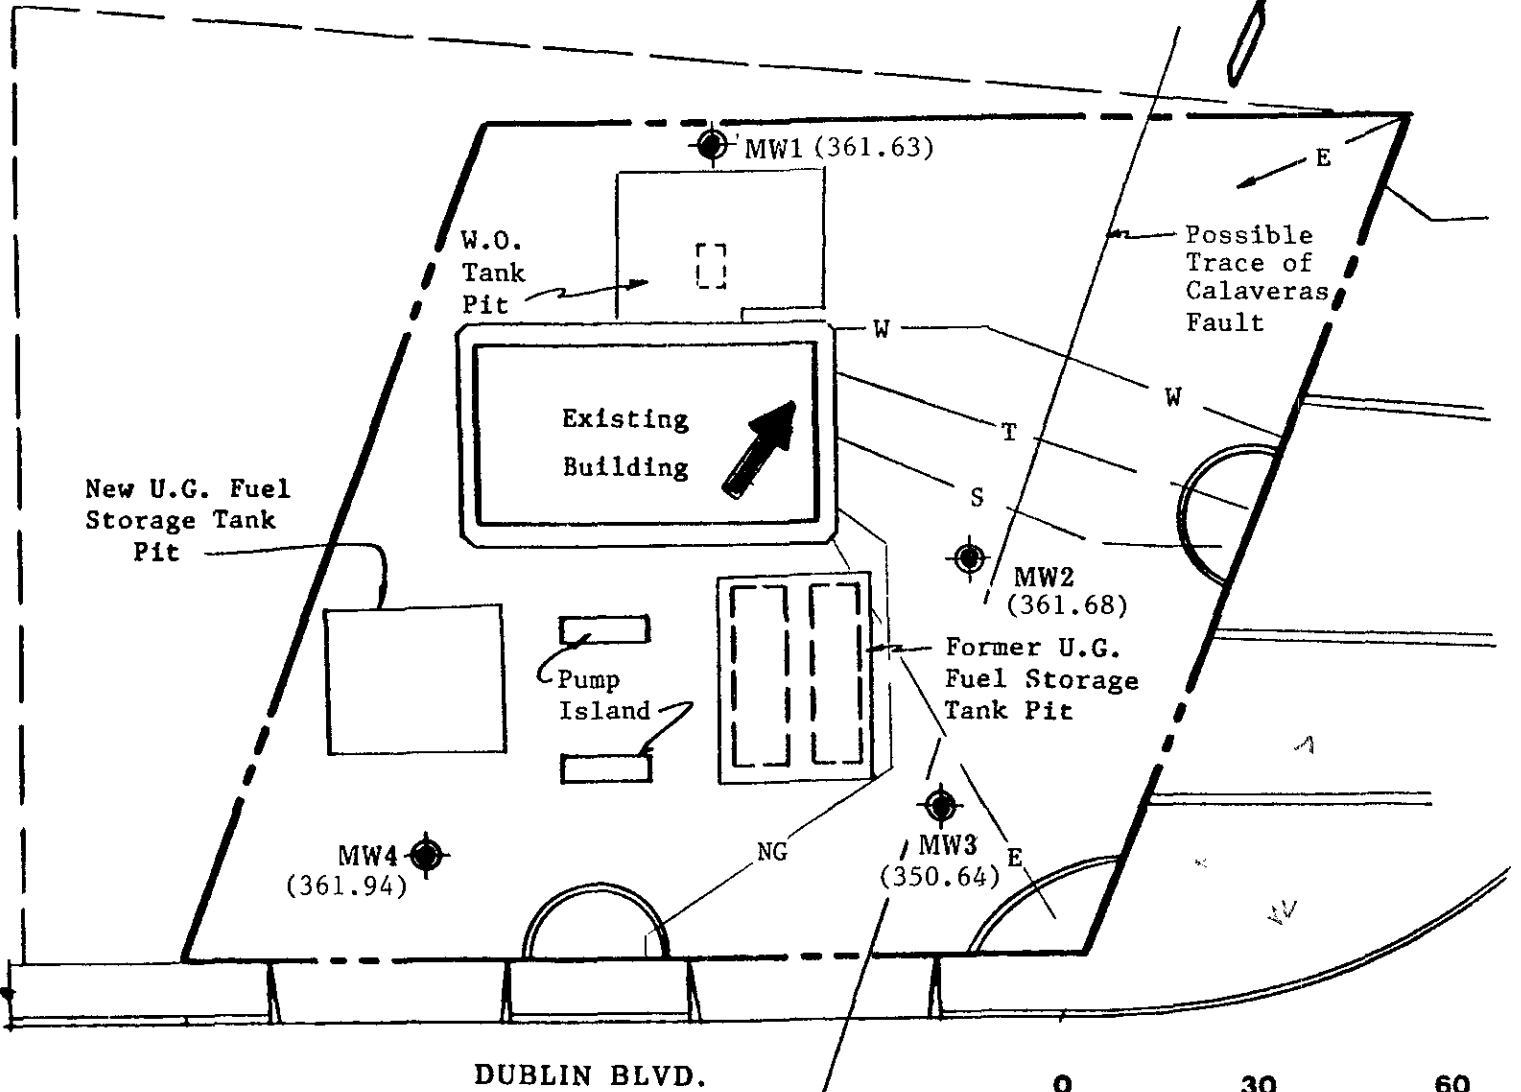 MW1 (361.63)
E
W.O.
Tank
Pit
Possible
Trace of
Calaveras
Fault
W
W
T
S
Existing
Building
New U.G. Fuel
Storage Tank
Pit
MW2
(361.68)
Former U.G.
Fuel Storage
Tank Pit
Pump
Island
MW4
(361.94)
NG
MW3
(350.64)
E
DUBLIN BLVD.
0 30 60